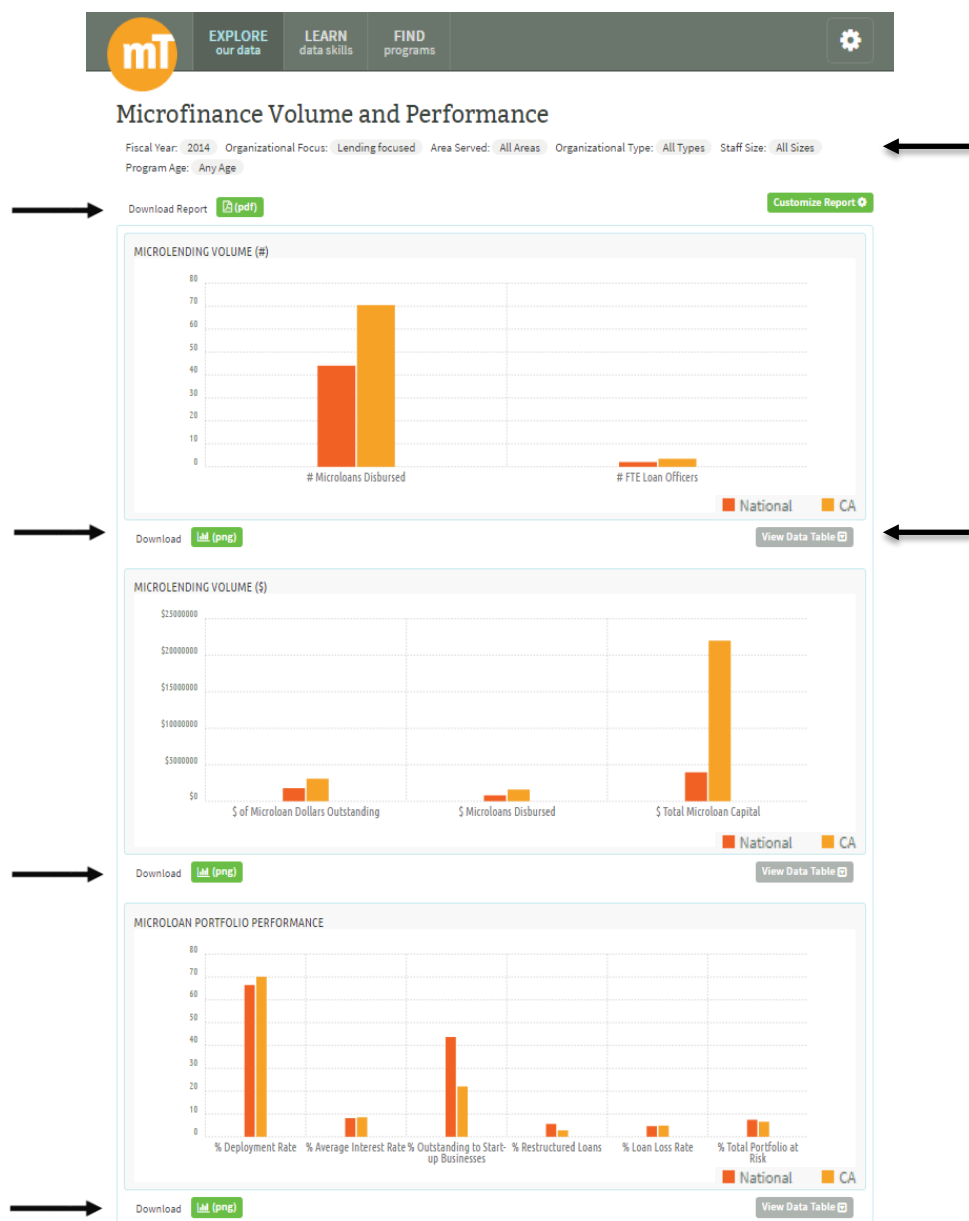 mT
EXPLORE
our data
LEARN
data skills
FIND
programs
Microfinance Volume and Performance
Fiscal Year: 2014 Organizational Focus: Lending focused Area Served: All Areas Organizational Type: All Types Staff Size: All Sizes
Program Age: Any Age
Download Report (pdf)
Customize Report
MICROLENDING VOLUME (#)
80
70
60
50
40
30
20
10
0
# Microloans Disbursed # FTE Loan Officers
National CA
Download (png) View Data Table
MICROLENDING VOLUME ($)
$25000000
$20000000
$15000000
$10000000
$5000000
$0
$ of Microloan Dollars Outstanding $ Microloans Disbursed $ Total Microloan Capital
National CA
Download (png) View Data Table
MICROLOAN PORTFOLIO PERFORMANCE
80
70
60
50
40
30
20
10
0
% Deployment Rate % Average Interest Rate % Outstanding to Start- % Restructured Loans % Loan Loss Rate % Total Portfolio at
up Businesses Risk
National CA
Download (png) View Data Table